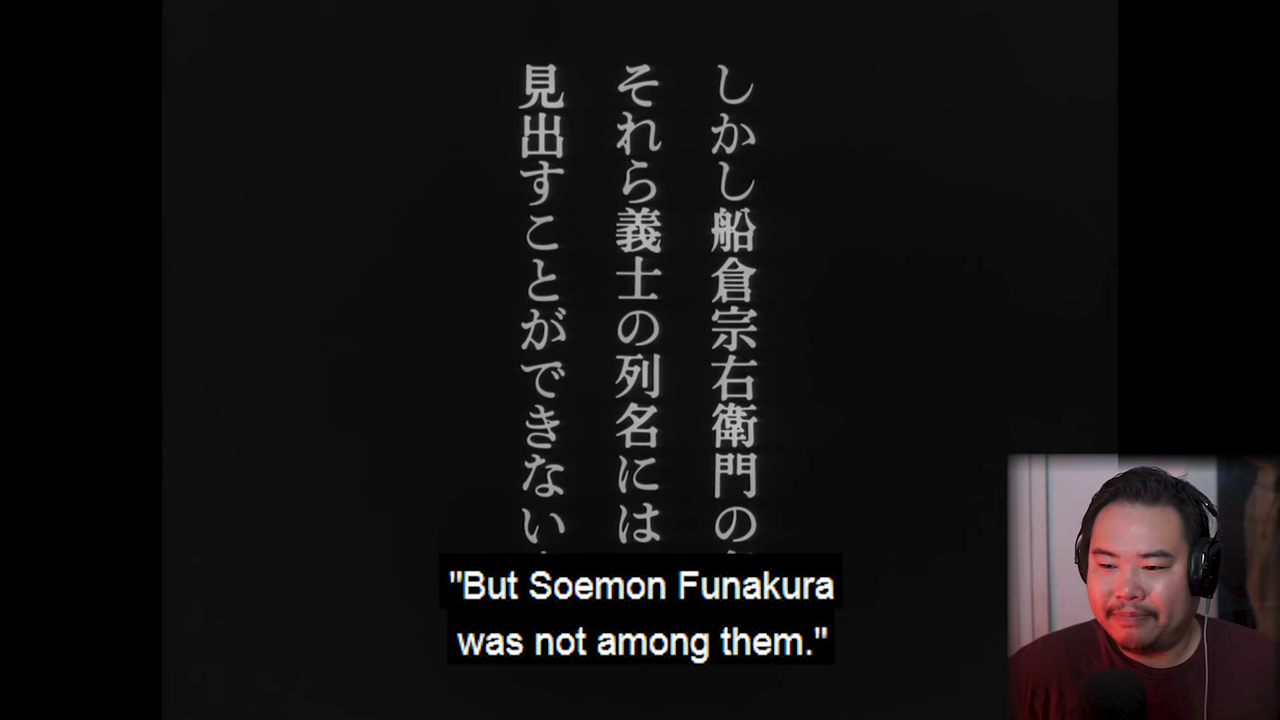 しかし船倉宗右衛門の
それら義士の列名には
見出すことができない
"But Soemon Funakura
was not among them."